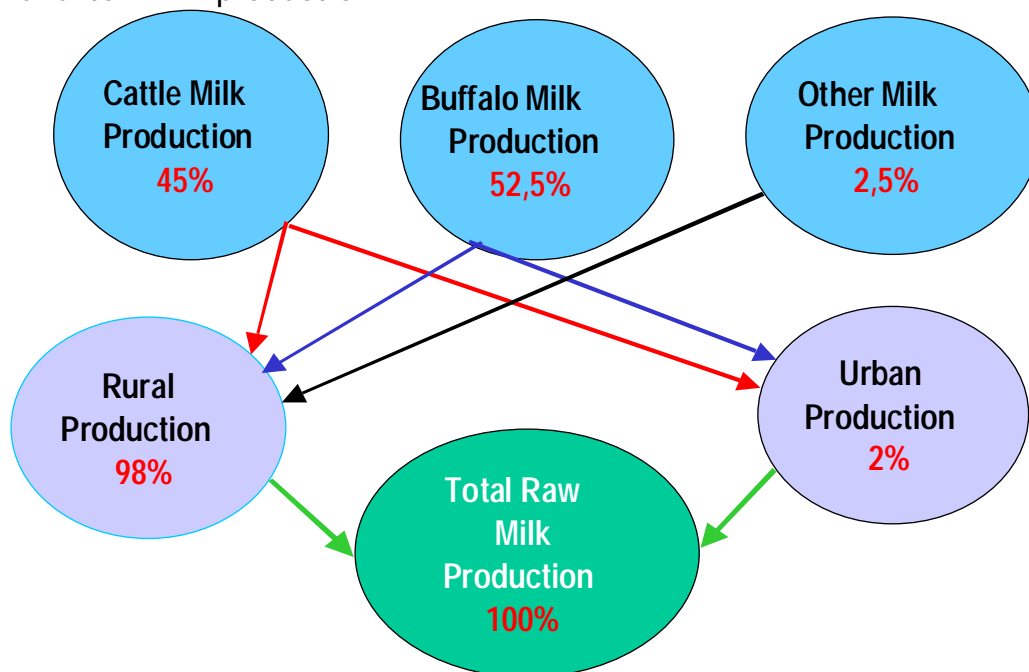 Cattle Milk
Production
45%
Buffalo Milk
Production
52,5%
Other Milk
Production
2,5%
Rural
Production
98%
Urban
Production
2%
Total Raw
Milk
Production
100%